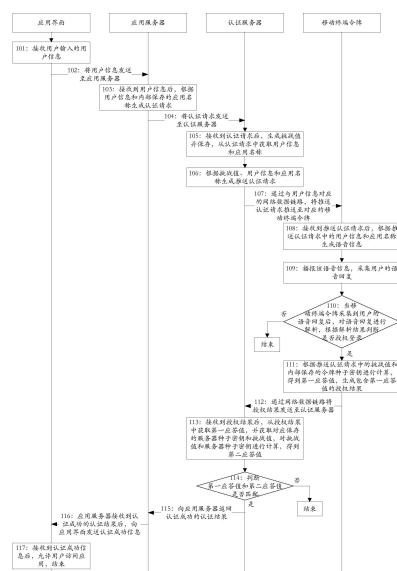 应用界面
应用服务器
认证服务器
移动终端令牌
101：接收用户输入的用
户信息
102：将用户信息发送
至应用服务器
103：接收到用户信息后，根据
用户信息和内部保存的应用名
称生成认证请求
104：将认证请求发送
至认证服务器
105：接收到认证请求后，生成挑战值
并保存，从认证请求中获取用户信息
和应用名称
106：根据挑战值、用户信息和应用名
称生成推送认证请求
107：通过与用户信息对应
的网络数据链路，将推送
认证请求推送至对应的移
动终端令牌
108：接收到推送认证请求后，根据推
送认证请求中的用户信息和应用名称
生成语音信息
109：播报该语音信息，采集用户的语
音回复
110：当移
动终端令牌采集到用户的
语音回复后，对语音回复进行
解析，根据解析结果判断
是否授权登录
否
结束
是
111：根据推送认证请求中的挑战值和
内部保存的令牌种子密钥进行计算，
得到第一应答值，生成包含第一应答
值的授权结果
112：通过网络数据链路将
授权结果发送至认证服务器
113：接收到授权结果后，从授权结果
中获取第一应答值，并获取对应保存
的服务器种子密钥和挑战值，对挑战
值和服务器种子密钥进行计算，得到
第二应答值
114：判断
第一应答值和第二应答值
是否匹配
否
结束
是
115：向应用服务器返回
认证成功的认证结果
116：应用服务器接收到认
证成功的认证结果后，向
应用界面发送认证成功信息
117：接收到认证成功信
息后，允许用户访问应
用，结束